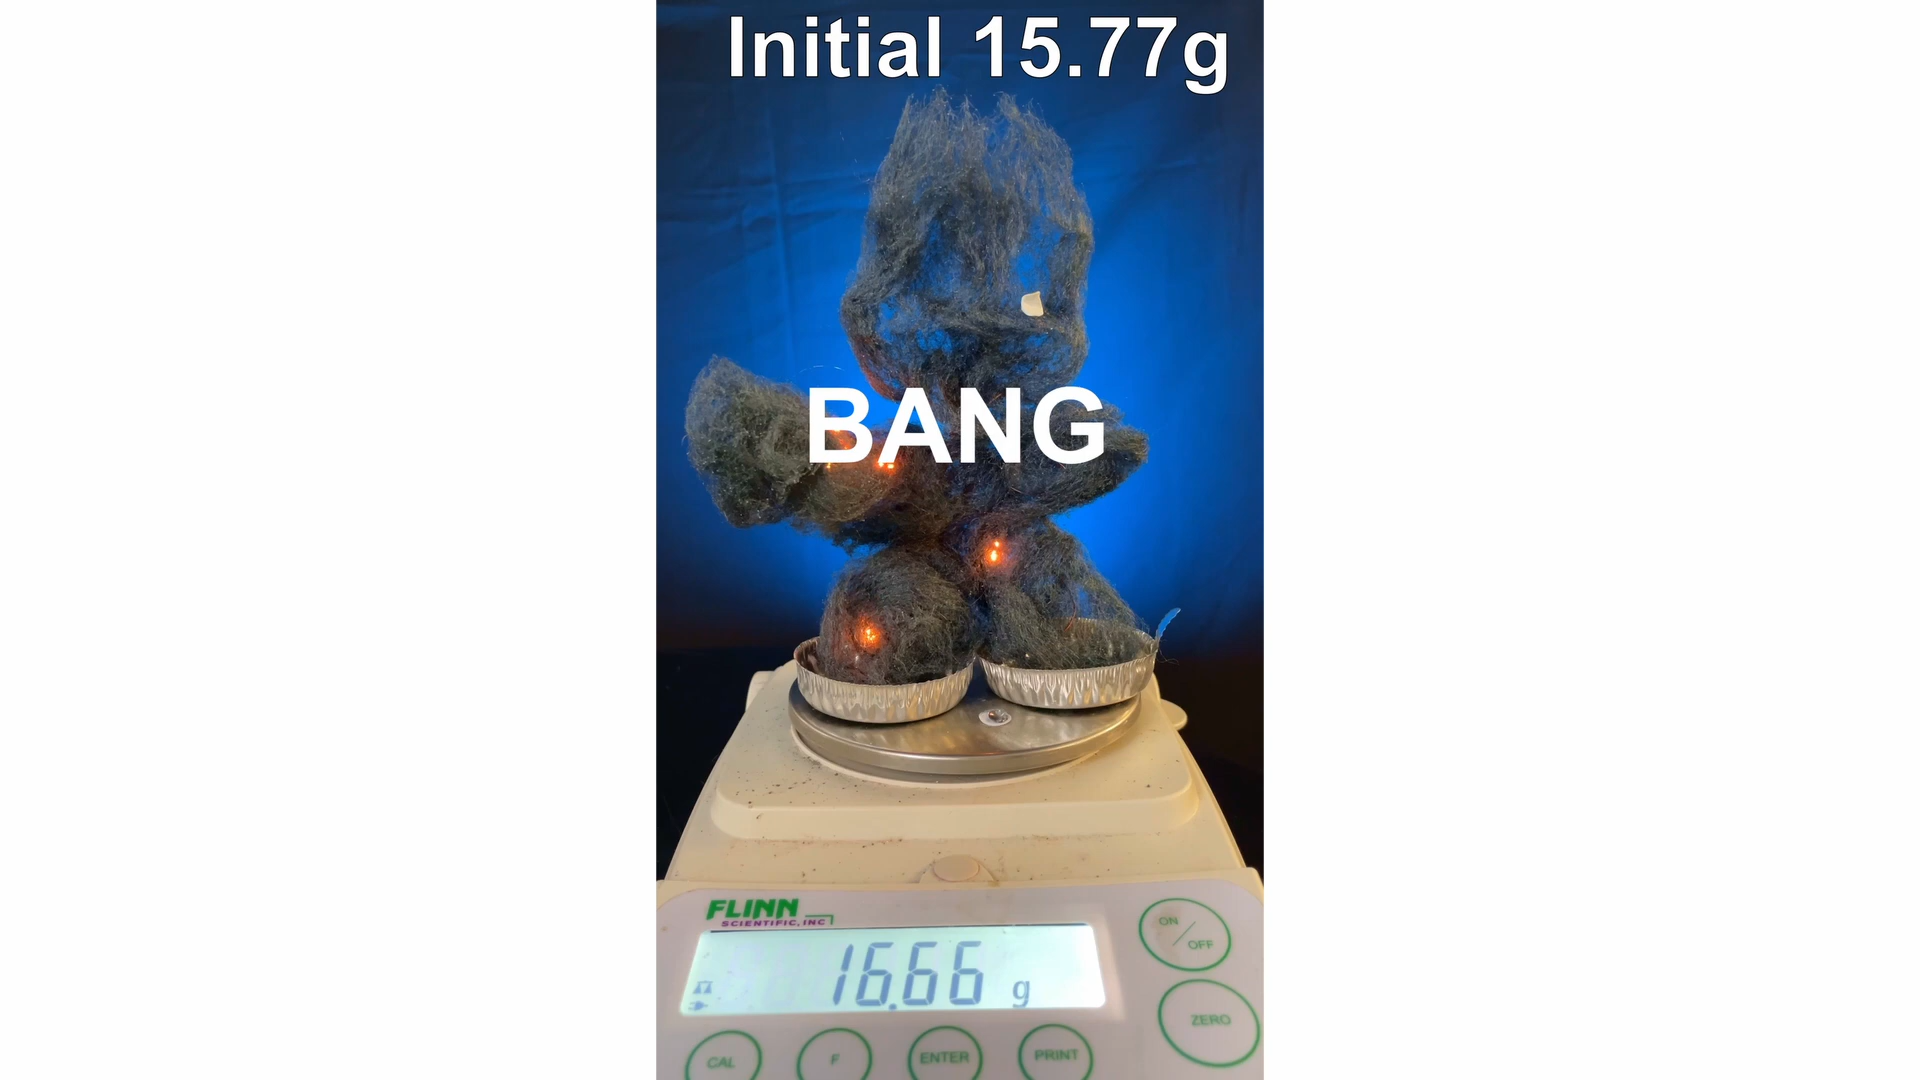 Initial 15.77g
BANG
FLINN
SCIENTIFIC, INC
16.66 g
ON
OFF
ZERO
CAL
F
ENTER
PRINT